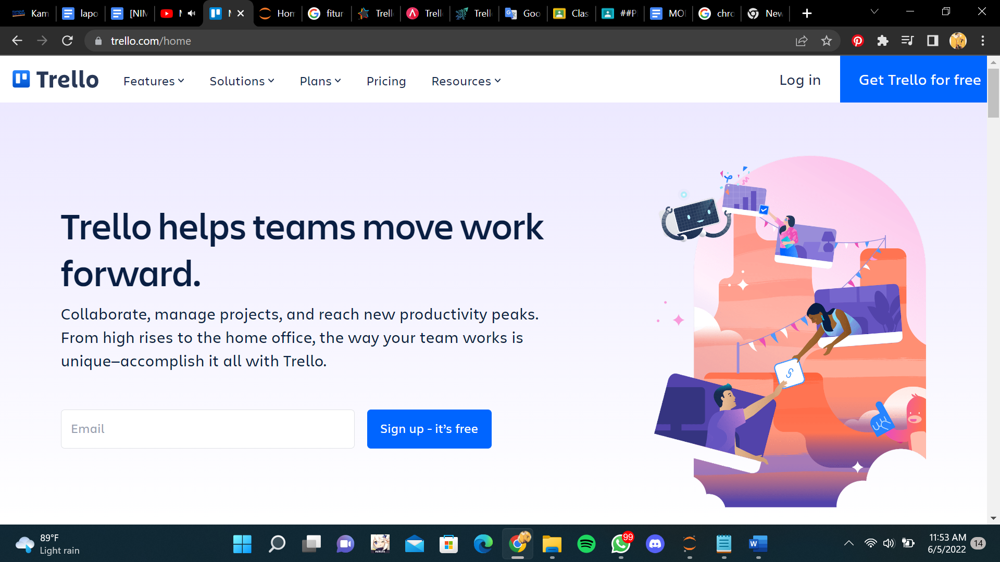 Kam
lapo
[NIM
Hom
fitur
Trell
Trell
Trell
Goo
Clas
##P
MO
chro
New
trello.com/home
Trello
Features
Solutions
Plans
Pricing
Resources
Log in
Get Trello for free
Trello helps teams move work
forward.
Collaborate, manage projects, and reach new productivity peaks.
From high rises to the home office, the way your team works is
unique—accomplish it all with Trello.
Email
Sign up - it's free
89°F
Light rain
99
11:53 AM
6/5/2022
14